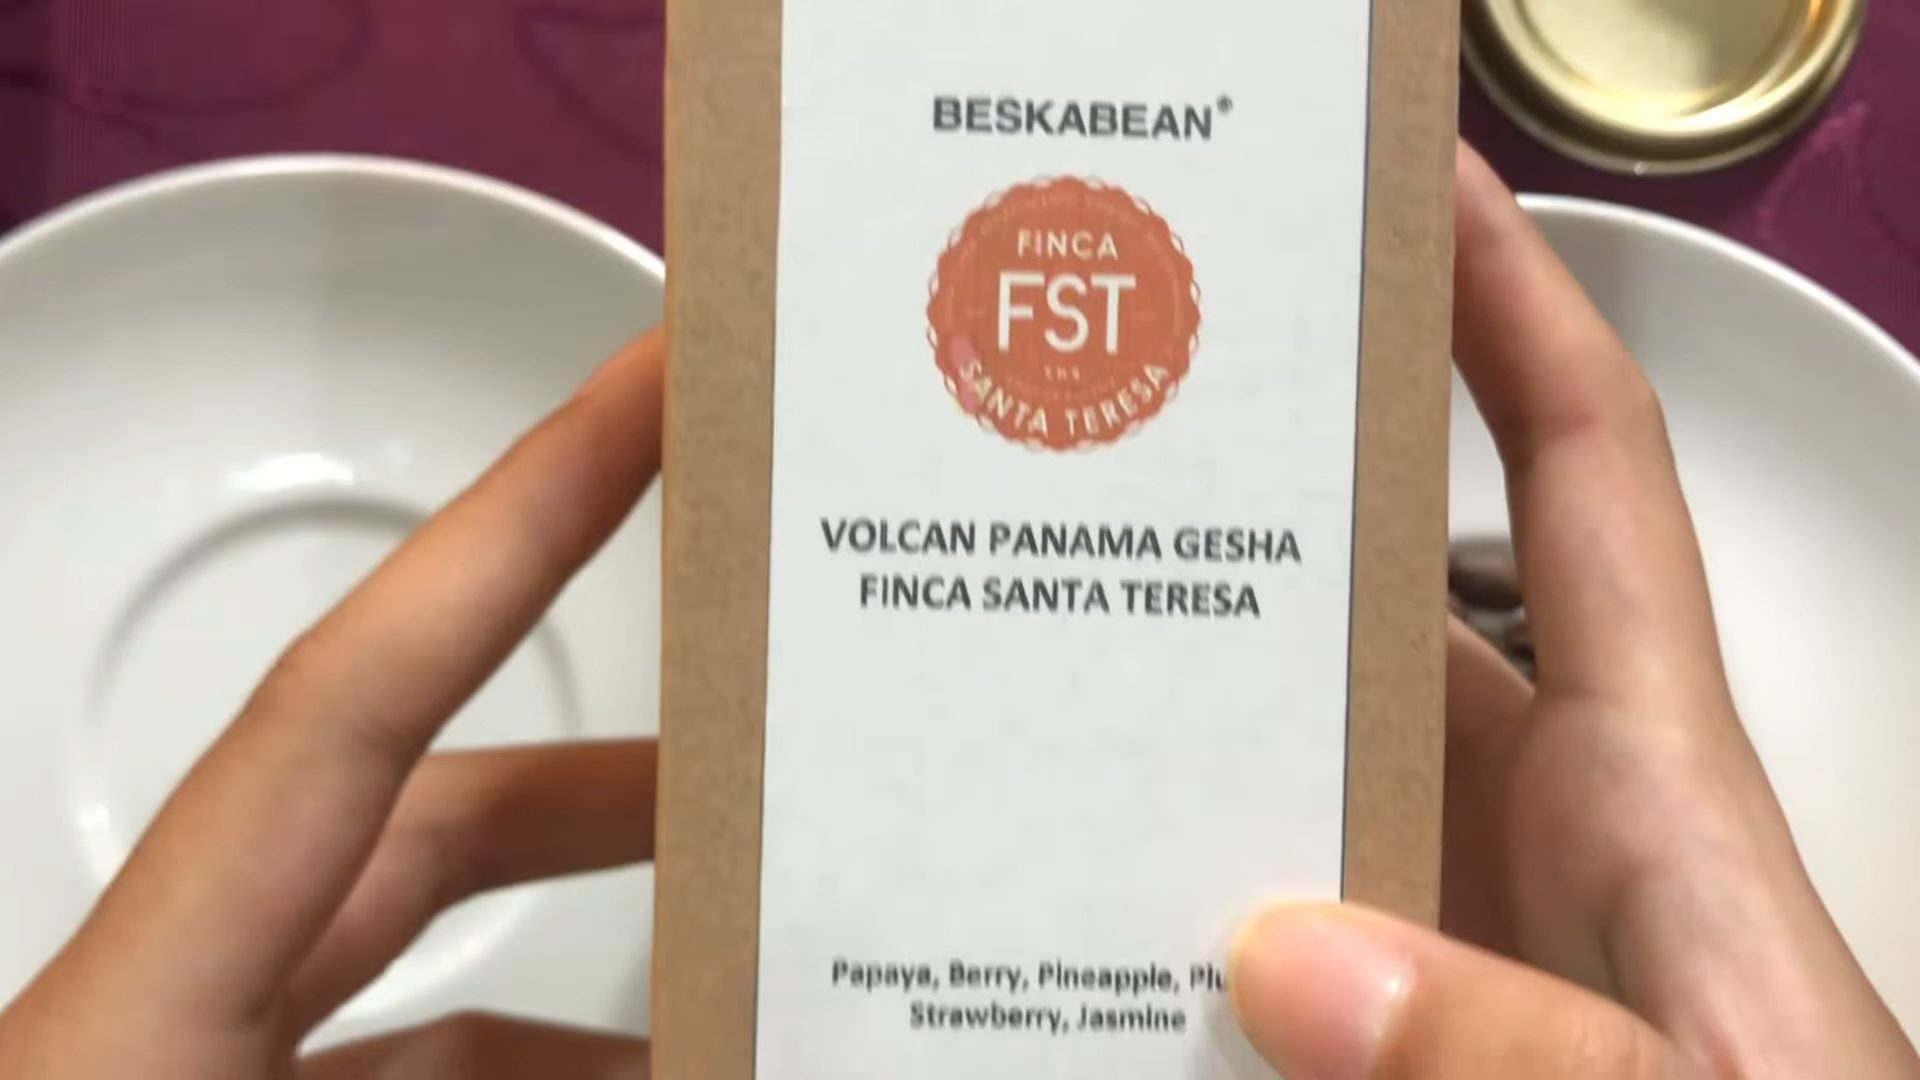 BESKABEAN®
FINCA
FST
SANTA TERESA
VOLCAN PANAMA GESHA
FINCA SANTA TERESA
Papaya, Berry, Pineapple,
Strawberry, Jasmine